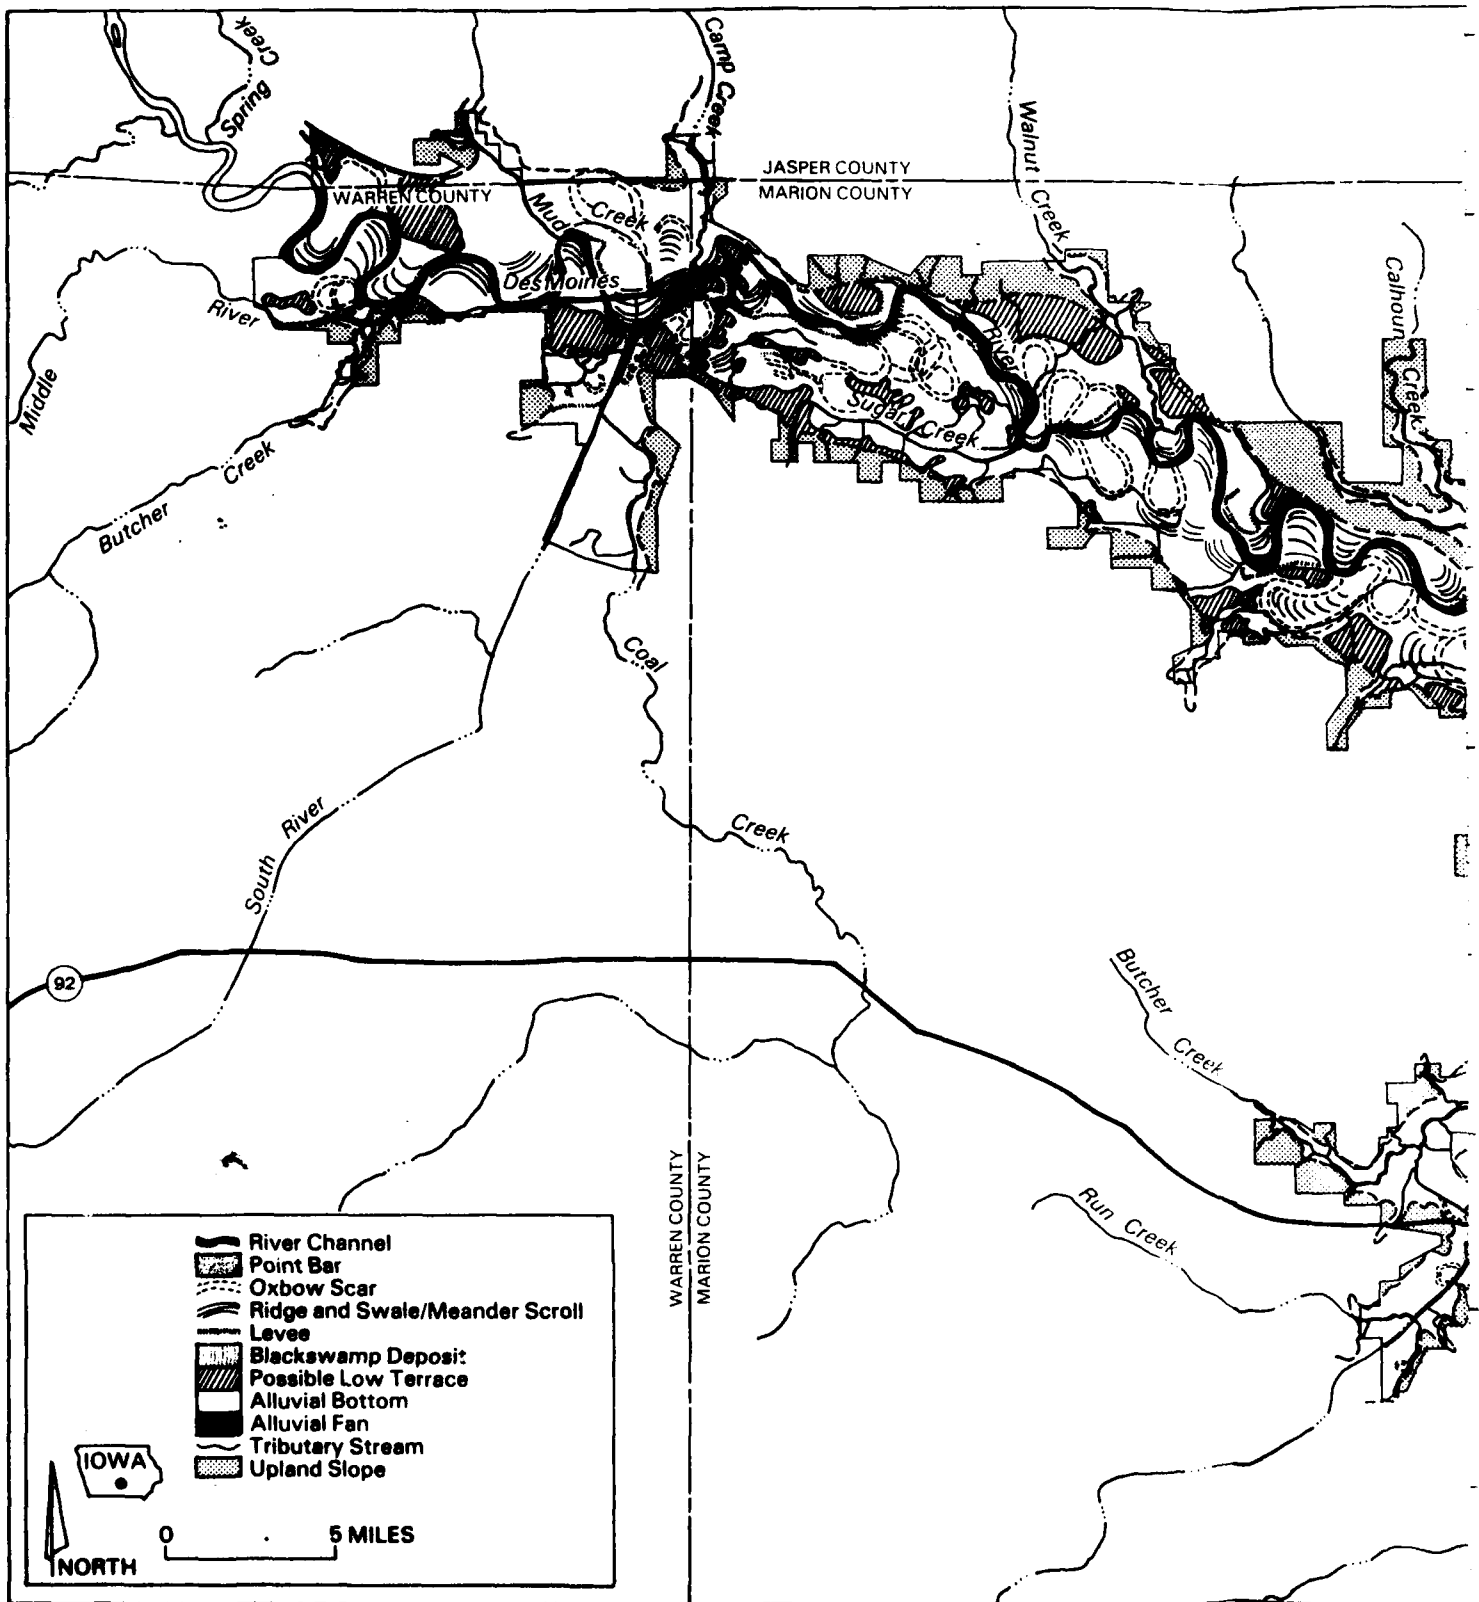 Spring Creek
Camp Creek
Walnut Creek
JASPER COUNTY
MARION COUNTY
WARREN COUNTY
Mud Creek
Des Moines River
Calhoun Creek
Middle River
Sugar Creek
Butcher Creek
Coal Creek
South River
92
Butcher Creek
Run Creek
WARREN COUNTY
MARION COUNTY
River Channel
Point Bar
Oxbow Scar
Ridge and Swale/Meander Scroll
Levee
Blackswamp Deposit
Possible Low Terrace
Alluvial Bottom
Alluvial Fan
Tributary Stream
Upland Slope
IOWA
0 5 MILES
NORTH